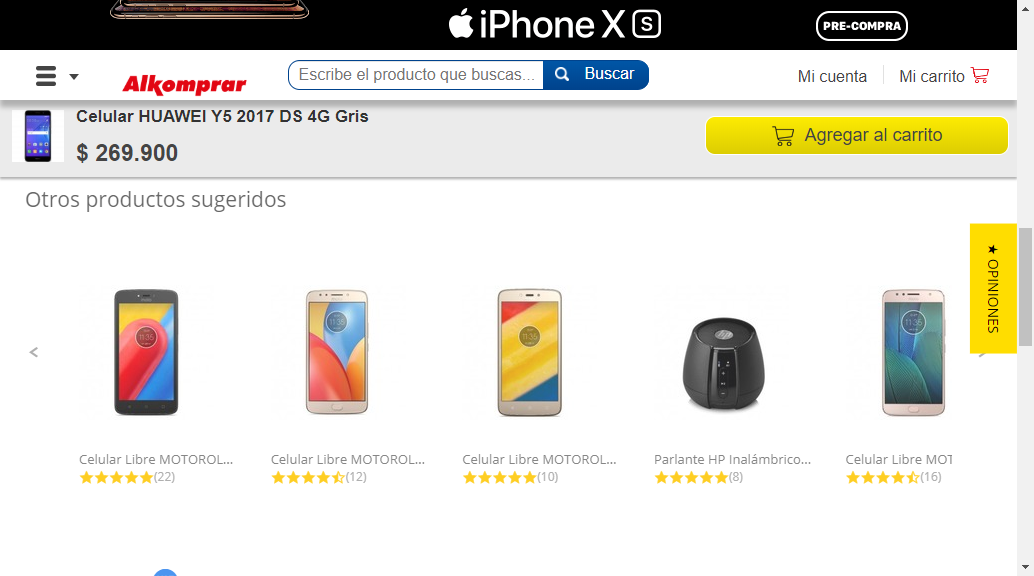 iPhone XS
PRE-COMPRA
Alkomprar
Escribe el producto que buscas...
Buscar
Mi cuenta
Mi carrito
Celular HUAWEI Y5 2017 DS 4G Gris
$ 269.900
Agregar al carrito
Otros productos sugeridos
★ OPINIONES
<
Celular Libre MOTOROL...
(22)
Celular Libre MOTOROL...
(12)
Celular Libre MOTOROL...
(10)
Parlante HP Inalámbrico...
(8)
Celular Libre MOT
(16)